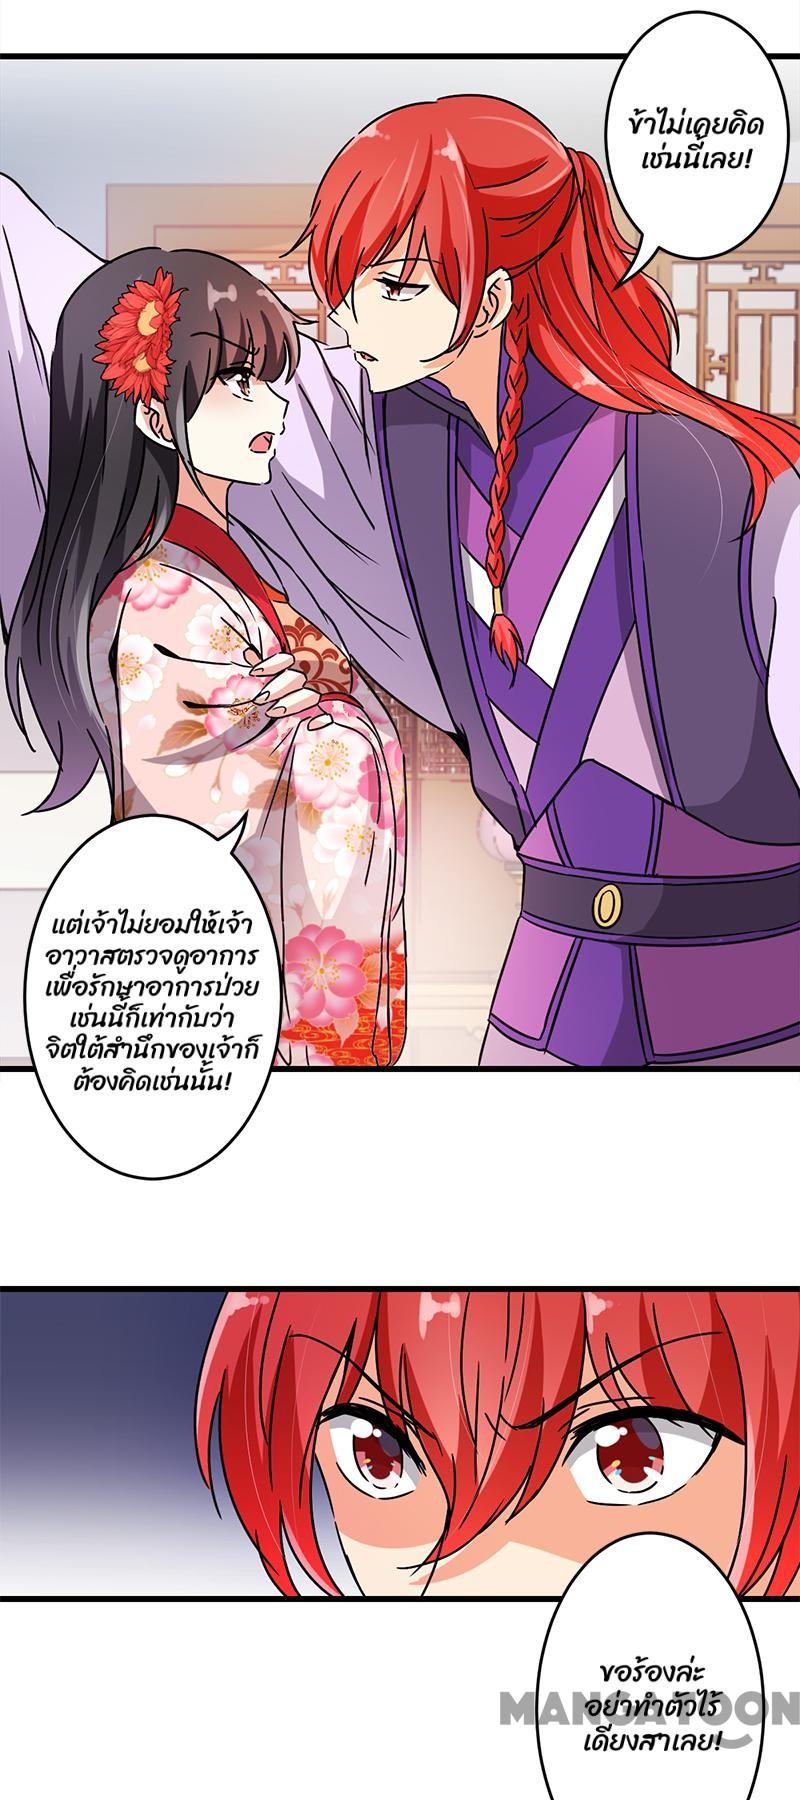 ข้าไม่เคยคิด
เช่นนี้เลย!
แต่เจ้าไม่ยอมให้เจ้า
อาวาสตรวจดูอาการ
เพื่อรักษาอาการป่วย
เช่นนี้ก็เท่ากับว่า
จิตใต้สำนึกของเจ้าก็
ต้องคิดเช่นนั้น!
ขอร้องล่ะ
อย่าทำตัวไร้
เดียงสาเลย!
MANGATOON